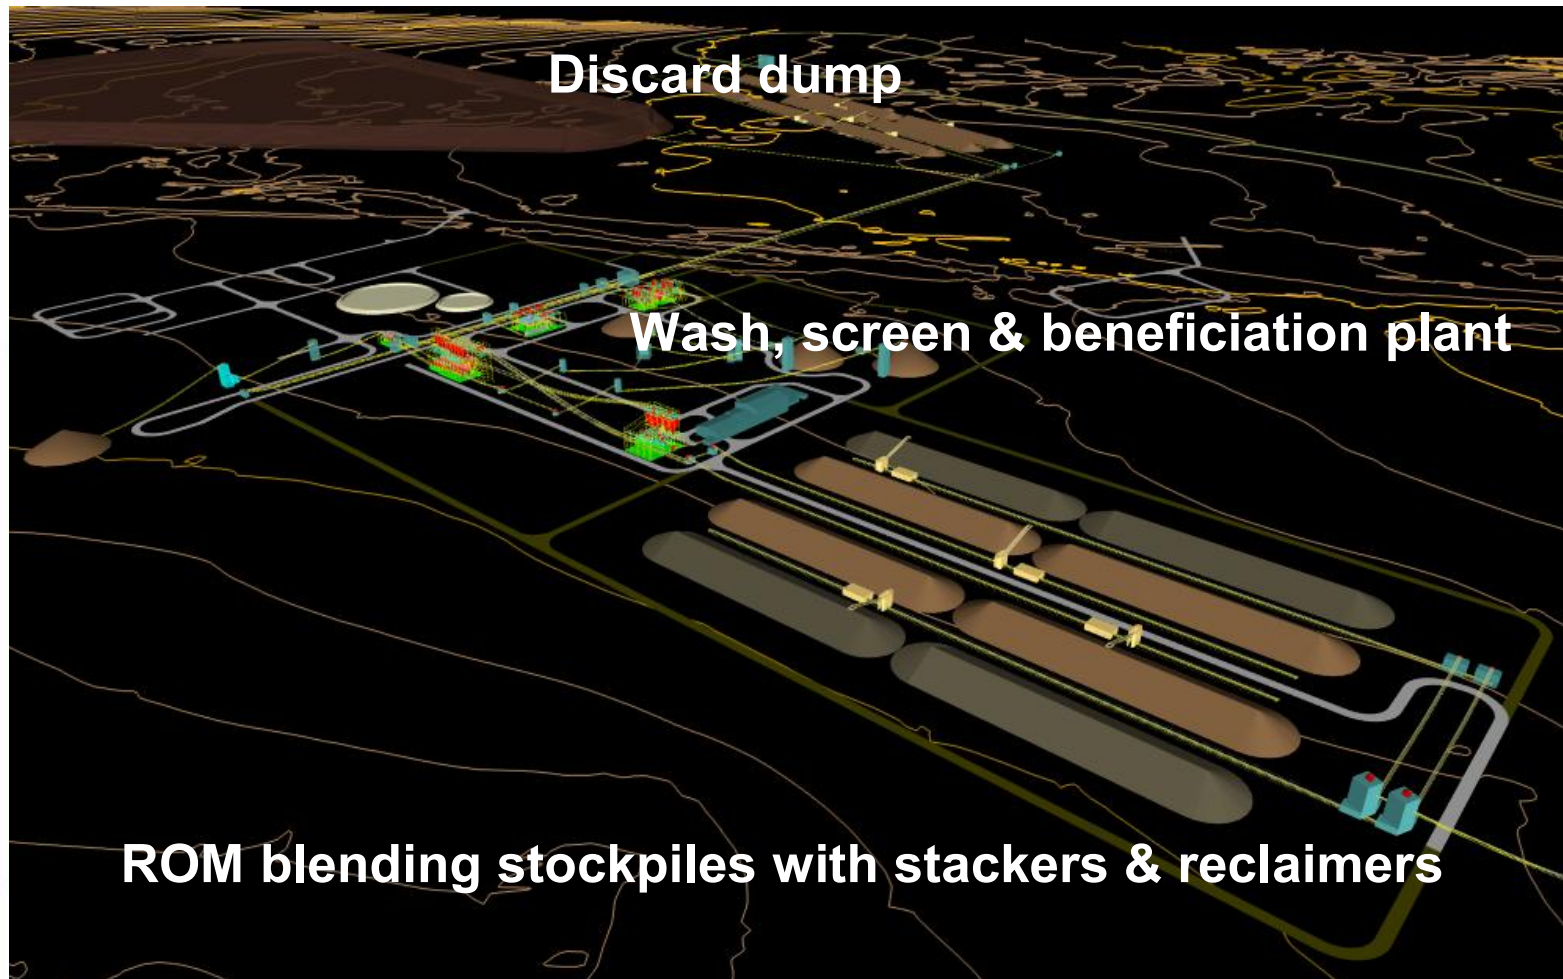 Discard dump
Wash, screen & beneficiation plant
ROM blending stockpiles with stackers & reclaimers